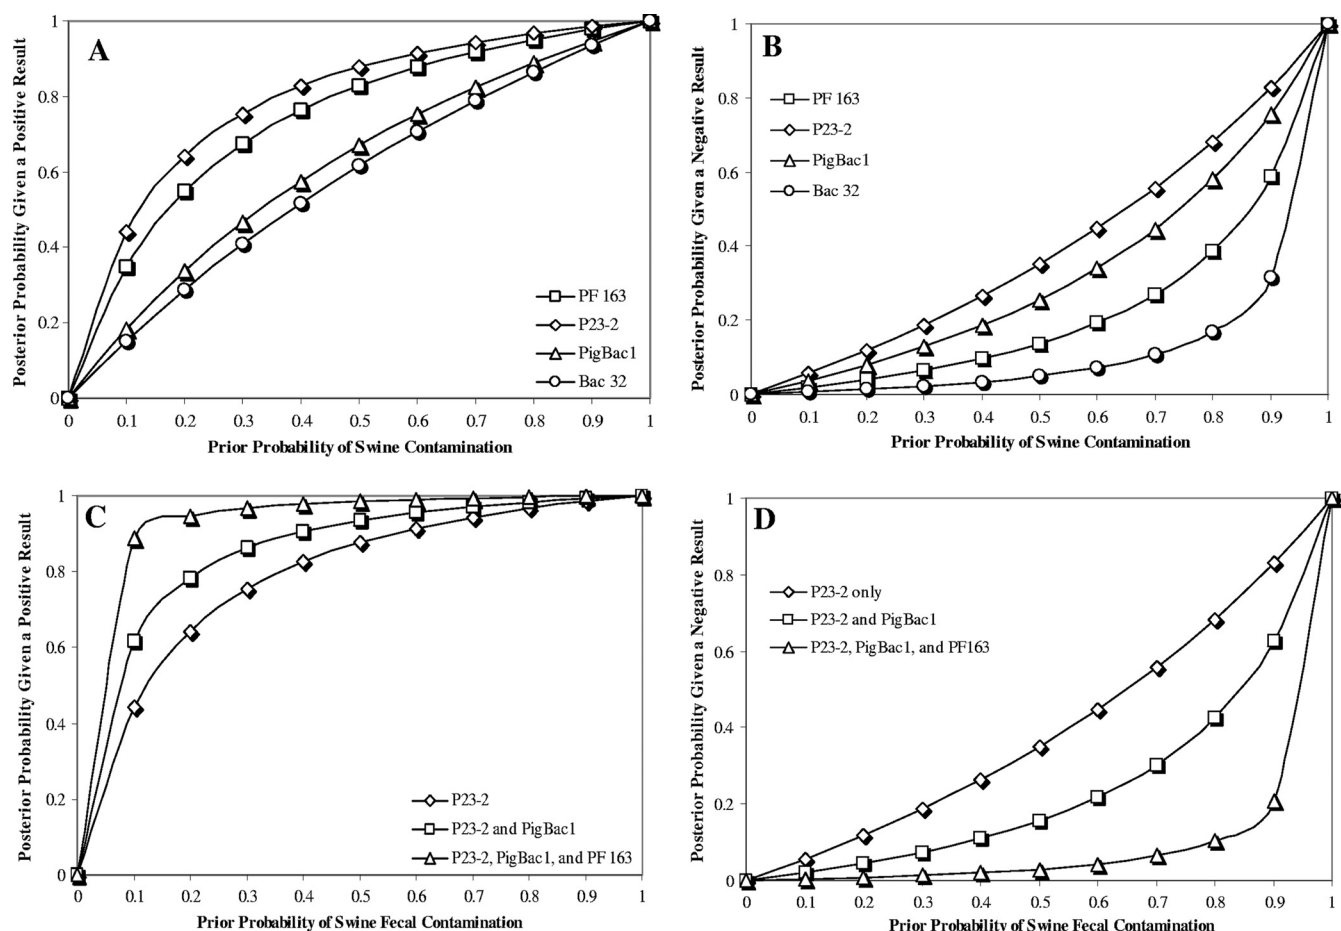 A
Posterior Probability Given a Positive Result
1
0.8
0.6
0.4
0.2
0
PF 163
P23-2
PigBac1
Bac 32
0 0.1 0.2 0.3 0.4 0.5 0.6 0.7 0.8 0.9 1
Prior Probability of Swine Contamination
B
Posterior Probability Given a Negative Result
1
0.8
0.6
0.4
0.2
0
PF 163
P23-2
PigBac1
Bac 32
0 0.1 0.2 0.3 0.4 0.5 0.6 0.7 0.8 0.9 1
Prior Probability of Swine Contamination
C
Posterior Probability Given a Positive Result
1
0.8
0.6
0.4
0.2
0
P23-2
P23-2 and PigBac1
P23-2, PigBac1, and PF 163
0 0.1 0.2 0.3 0.4 0.5 0.6 0.7 0.8 0.9 1
Prior Probability of Swine Fecal Contamination
D
Posterior Probability Given a Negative Result
1
0.8
0.6
0.4
0.2
0
P23-2 only
P23-2 and PigBac1
P23-2, PigBac1, and PF163
0 0.1 0.2 0.3 0.4 0.5 0.6 0.7 0.8 0.9 1
Prior Probability of Swine Fecal Contamination